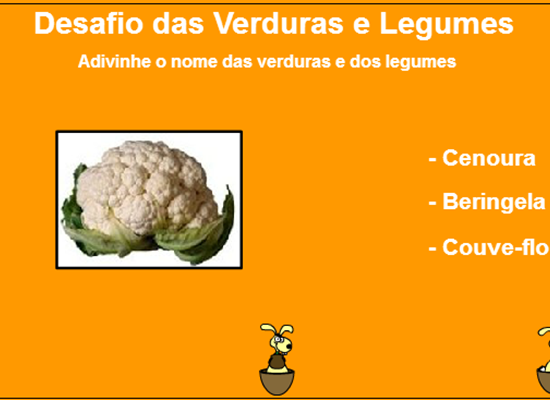 Desafio das Verduras e Legumes
Adivinhe o nome das verduras e dos legumes
- Cenoura
- Beringela
- Couve-flo